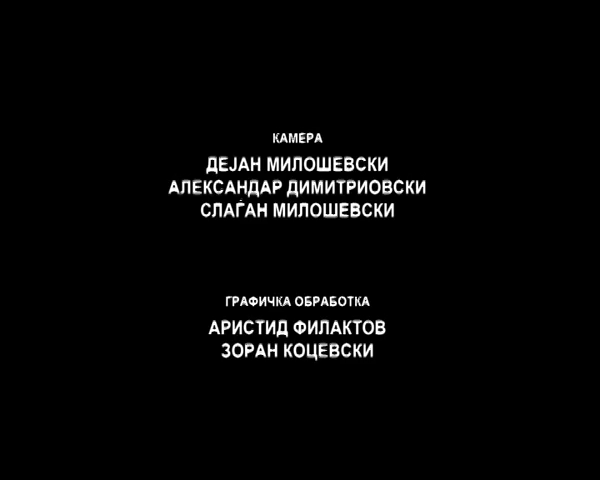 КАМЕРА
ДЕЈАН МИЛОШЕВСКИ
АЛЕКСАНДАР ДИМИТРИОВСКИ
СЛАЃАН МИЛОШЕВСКИ
ГРАФИЧКА ОБРАБОТКА
АРИСТИД ФИЛАКТОВ
ЗОРАН КОЦЕВСКИ